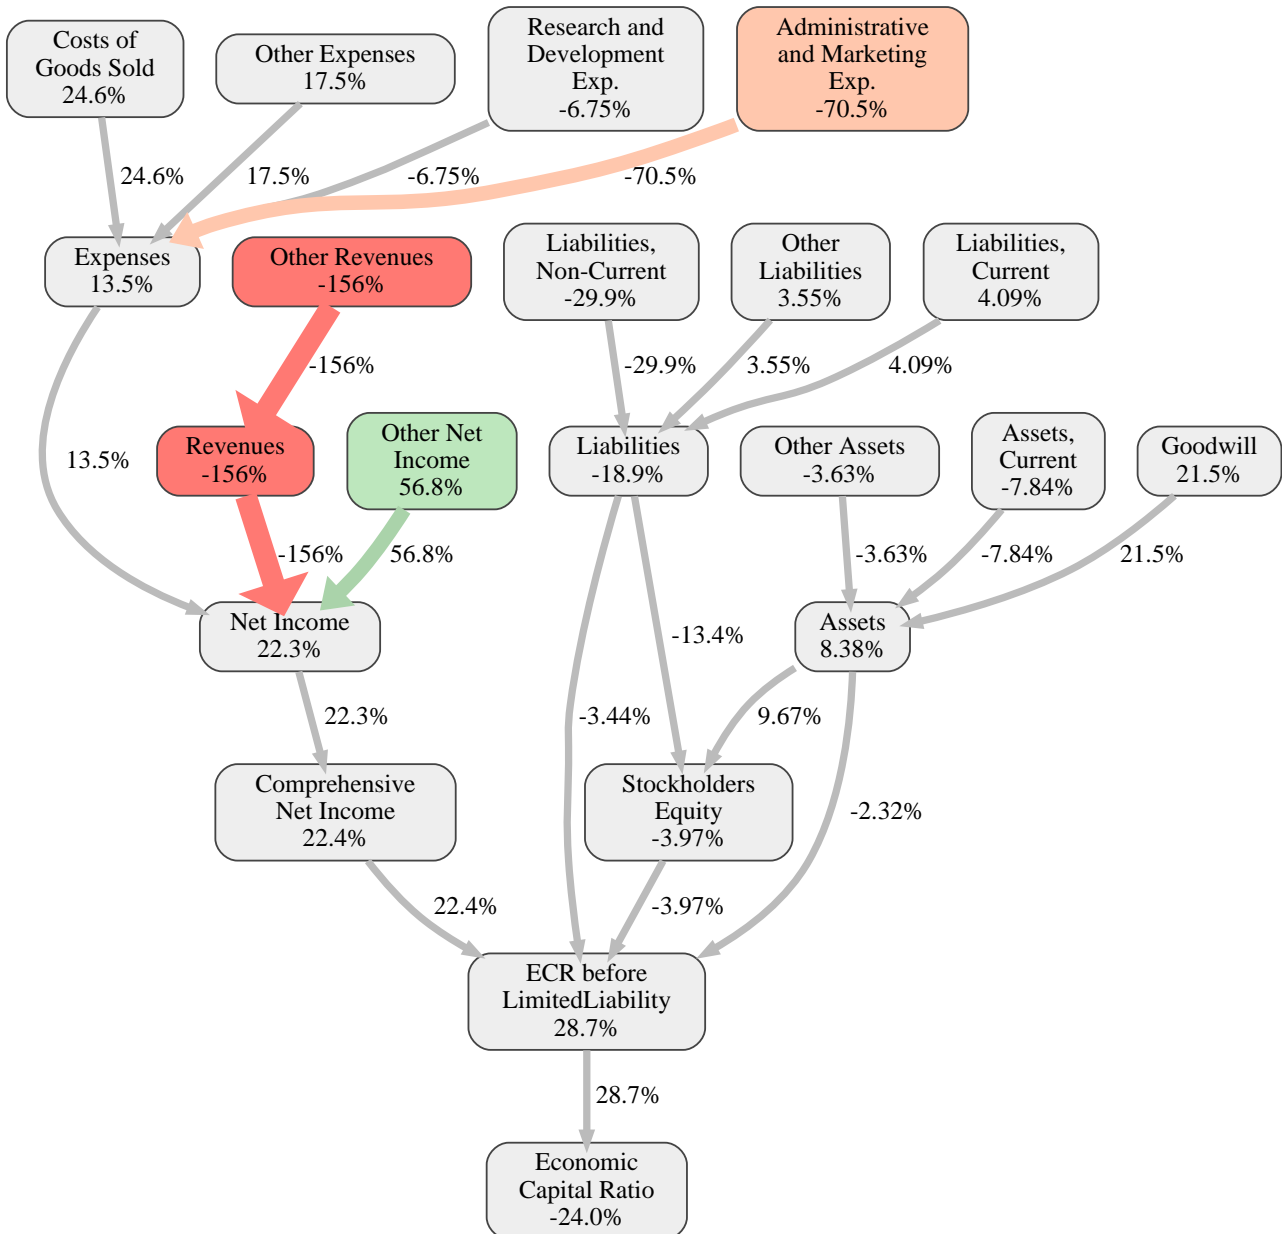 Costs of
Goods Sold
24.6%
Other Expenses
17.5%
Research and
Development
Exp.
-6.75%
Administrative
and Marketing
Exp.
-70.5%
24.6%
17.5%
-6.75%
-70.5%
Expenses
13.5%
Other Revenues
-156%
Liabilities,
Non-Current
-29.9%
Other
Liabilities
3.55%
Liabilities,
Current
4.09%
-156%
-29.9%
3.55%
4.09%
13.5%
Revenues
-156%
Other Net
Income
56.8%
Liabilities
-18.9%
Other Assets
-3.63%
Assets,
Current
-7.84%
Goodwill
21.5%
-156%
56.8%
-3.63%
-7.84%
21.5%
Net Income
22.3%
-13.4%
Assets
8.38%
22.3%
-3.44%
9.67%
Comprehensive
Net Income
22.4%
Stockholders
Equity
-3.97%
-2.32%
22.4%
-3.97%
ECR before
LimitedLiability
28.7%
28.7%
Economic
Capital Ratio
-24.0%